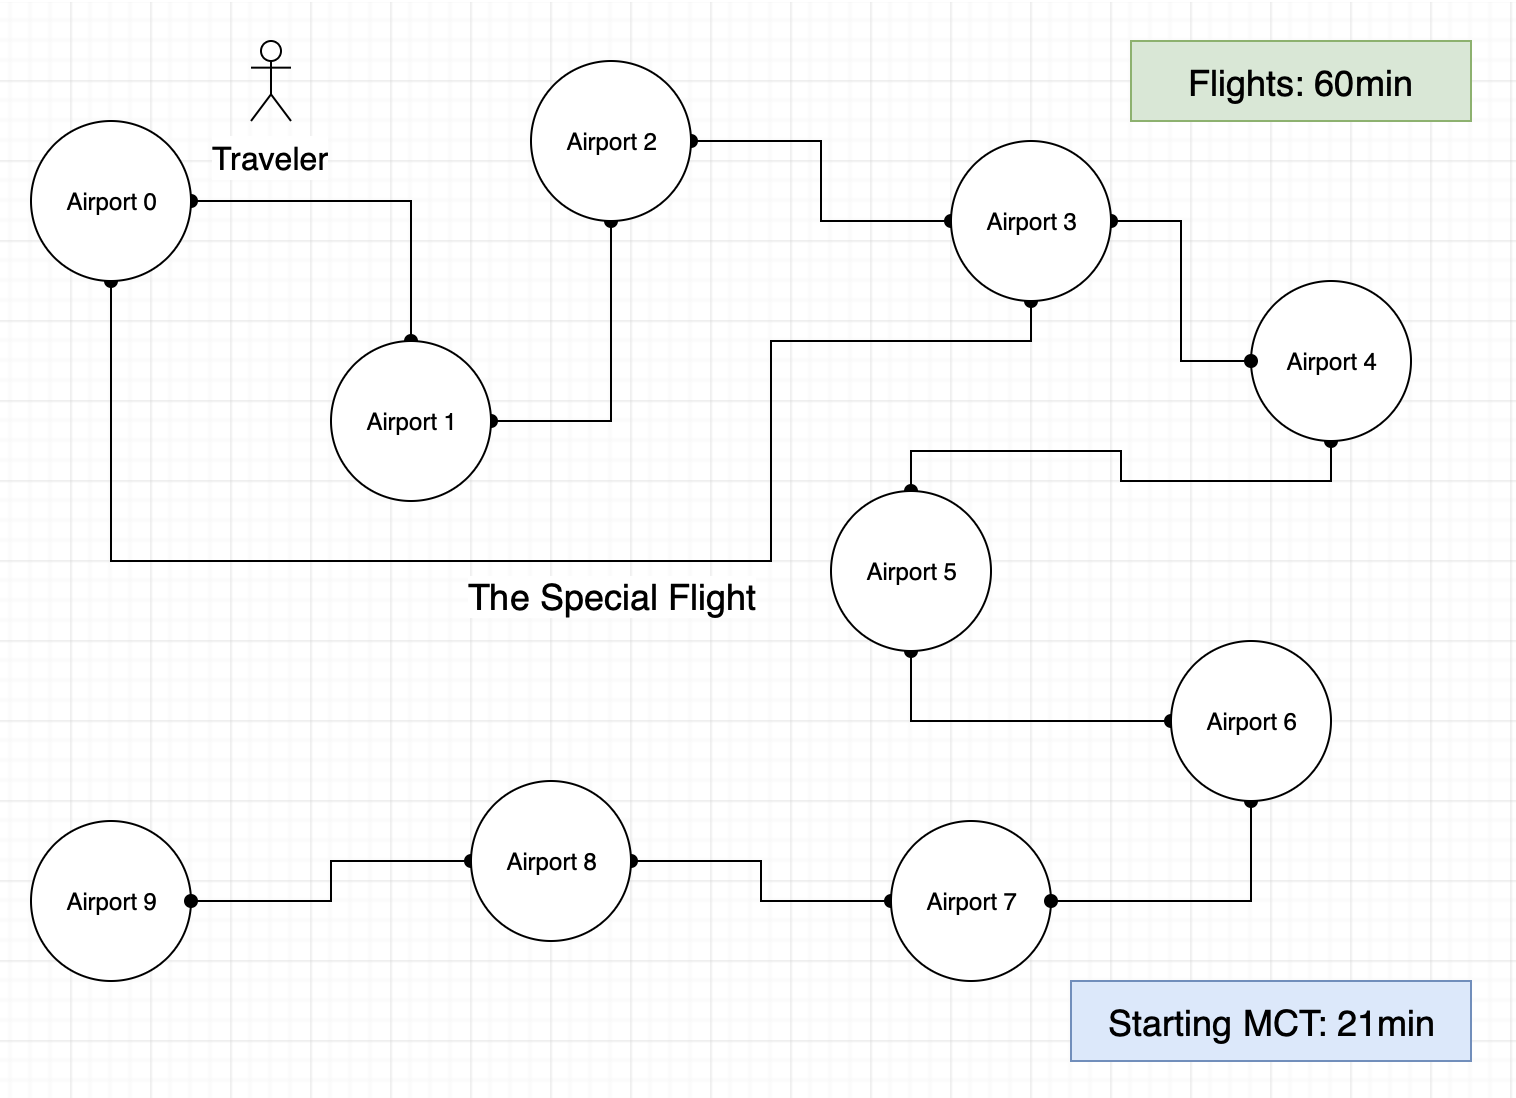 Flights: 60min
Airport 2
Traveler
Airport 0
Airport 3
Airport 4
Airport 1
Airport 5
The Special Flight
Airport 6
Airport 8
Airport 9
Airport 7
Starting MCT: 21min